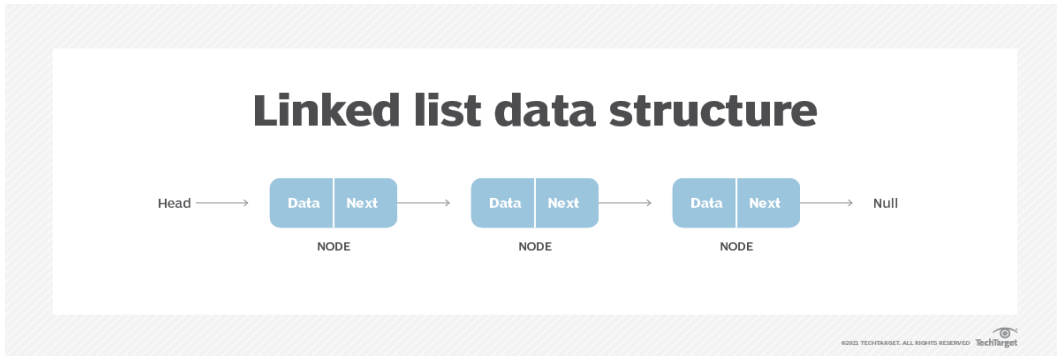 Linked list data structure
Head Data Next Data Next Data Next Null
NODE NODE NODE
©2021 TECHTARGET. ALL RIGHTS RESERVED TechTarget